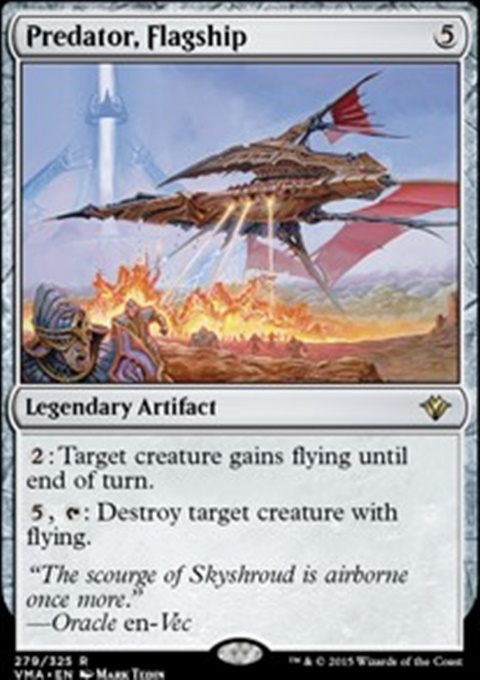 Predator, Flagship 5
Legendary Artifact
2: Target creature gains flying until
end of turn.
5, : Destroy target creature with
flying.
"The scourge of Skyshroud is airborne
once more."
—Oracle en-Vec
279/325 R
VMA • EN Mark Tedin
™ & © 2015 Wizards of the Coast